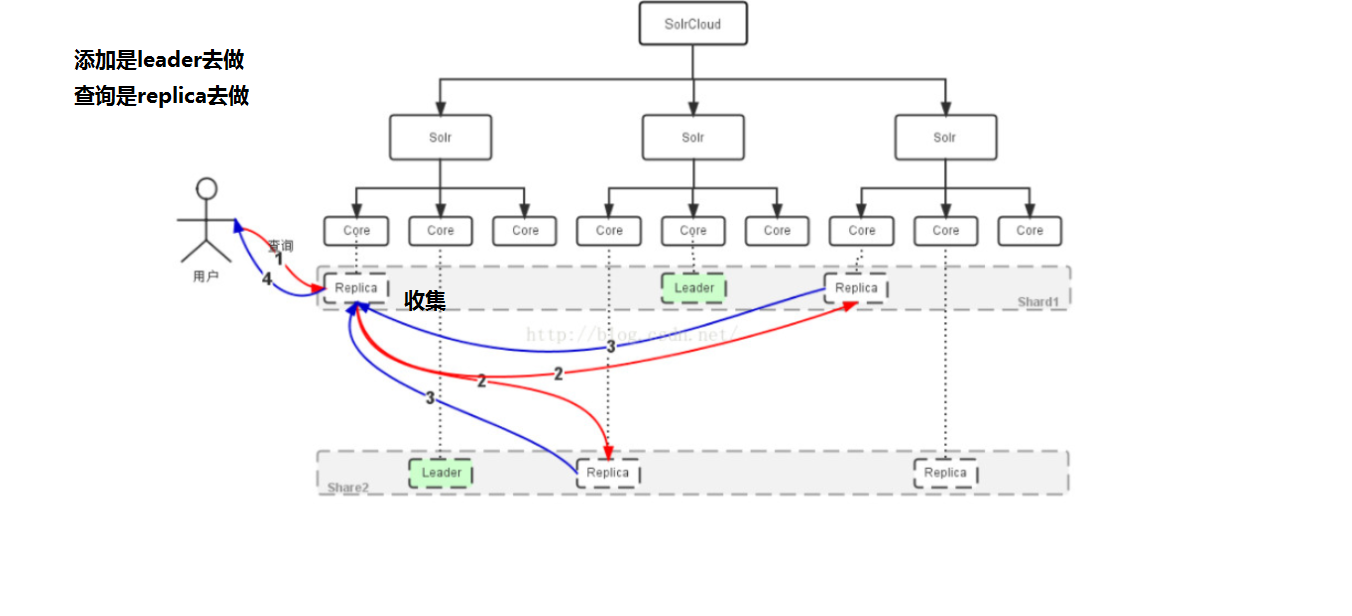 SolrCloud
添加是leader去做
查询是replica去做
Solr
Solr
Solr
Core
Core
Core
Core
Core
Core
Core
Core
Core
查询
1
4
用户
Replica
收集
Leader
Replica
Shard1
http://blog.csdn.net/
3
2
2
3
Leader
Replica
Replica
Share2